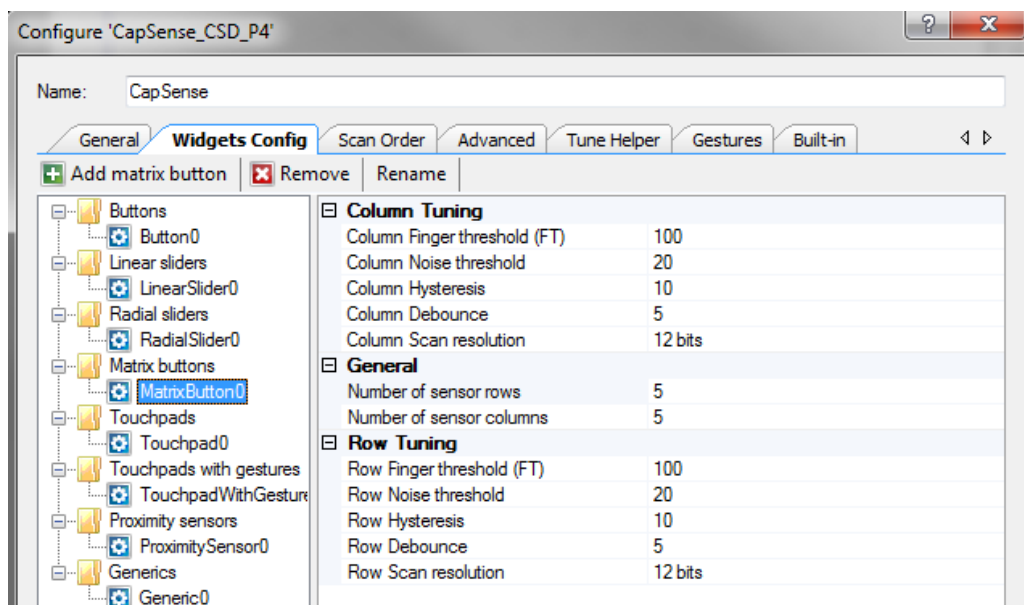 Configure 'CapSense_CSD_P4'
?
x
Name: CapSense
General Widgets Config Scan Order Advanced Tune Helper Gestures Built-in
Add matrix button Remove Rename
Buttons
Button0
Linear sliders
LinearSlider0
Radial sliders
RadialSlider0
Matrix buttons
MatrixButton0
Touchpads
Touchpad0
Touchpads with gestures
TouchpadWithGesture
Proximity sensors
ProximitySensor0
Generics
Generic0
Column Tuning
Column Finger threshold (FT) 100
Column Noise threshold 20
Column Hysteresis 10
Column Debounce 5
Column Scan resolution 12 bits
General
Number of sensor rows 5
Number of sensor columns 5
Row Tuning
Row Finger threshold (FT) 100
Row Noise threshold 20
Row Hysteresis 10
Row Debounce 5
Row Scan resolution 12 bits